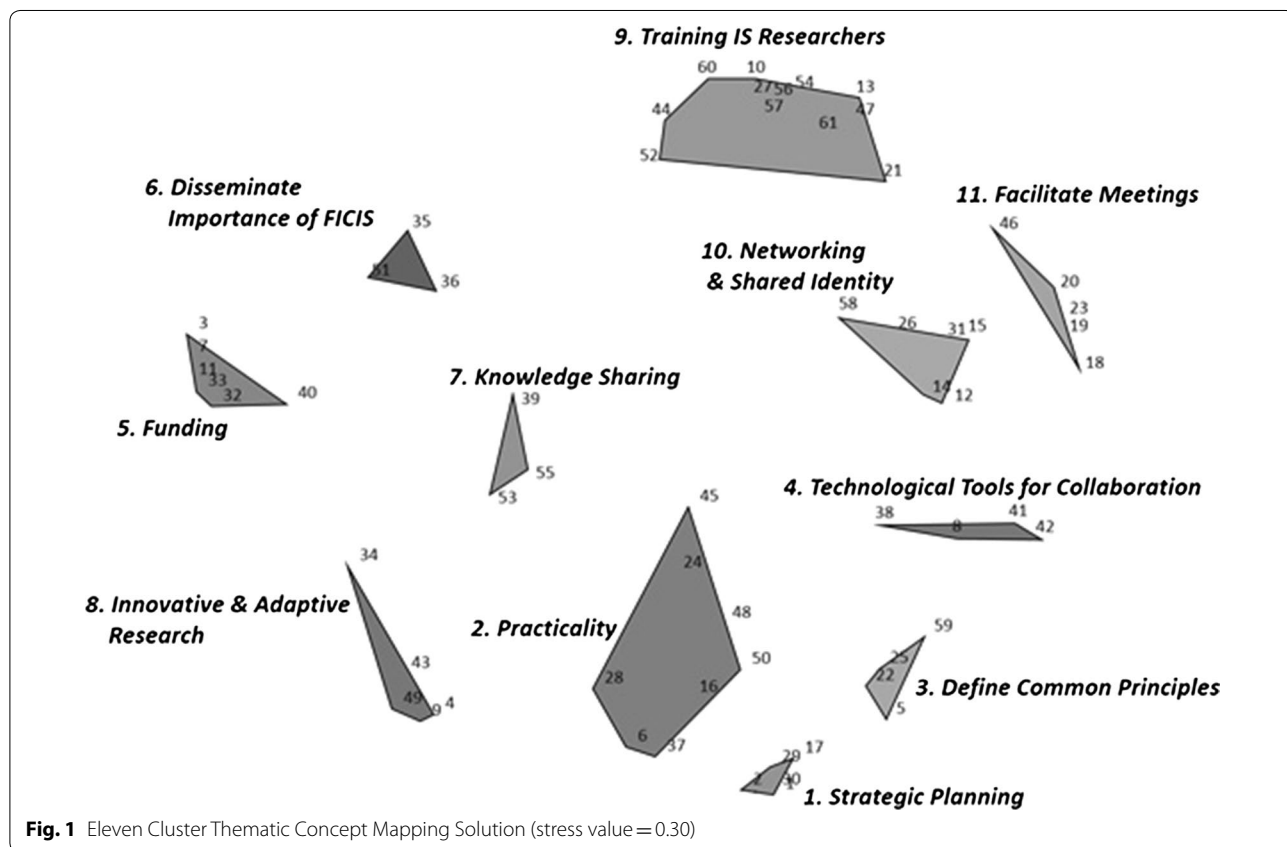 9. Training IS Researchers
60 10
27 56 54 13
57 47
44 61
52 21
6. Disseminate
Importance of FICIS
35
51 36
11. Facilitate Meetings
46
20
23
19
18
10. Networking
& Shared Identity
58 26 31 15
14 12
3
7
11
33
32 40
5. Funding
7. Knowledge Sharing
39
55
53
4. Technological Tools for Collaboration
38 8 41 42
45
24
48
50
28 16
6 37
2. Practicality
34
8. Innovative & Adaptive
Research
43
49 9 4
59
25
22
5
3. Define Common Principles
17
29
2 30
1
1. Strategic Planning
Fig. 1 Eleven Cluster Thematic Concept Mapping Solution (stress value = 0.30)